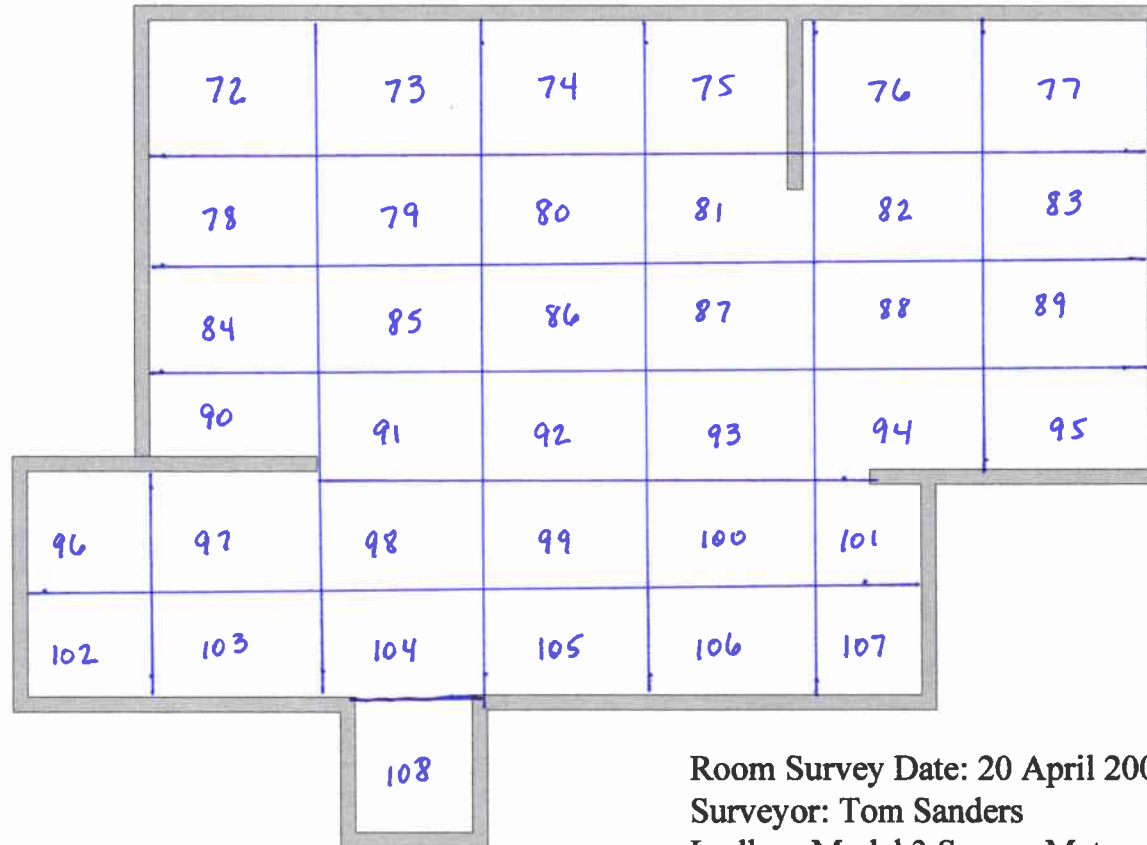 72 73 74 75 76 77
78 79 80 81 82 83
84 85 86 87 88 89
90 91 92 93 94 95
96 97 98 99 100 101
102 103 104 105 106 107
108
Room Survey Date: 20 April 200
Surveyor: Tom Sanders